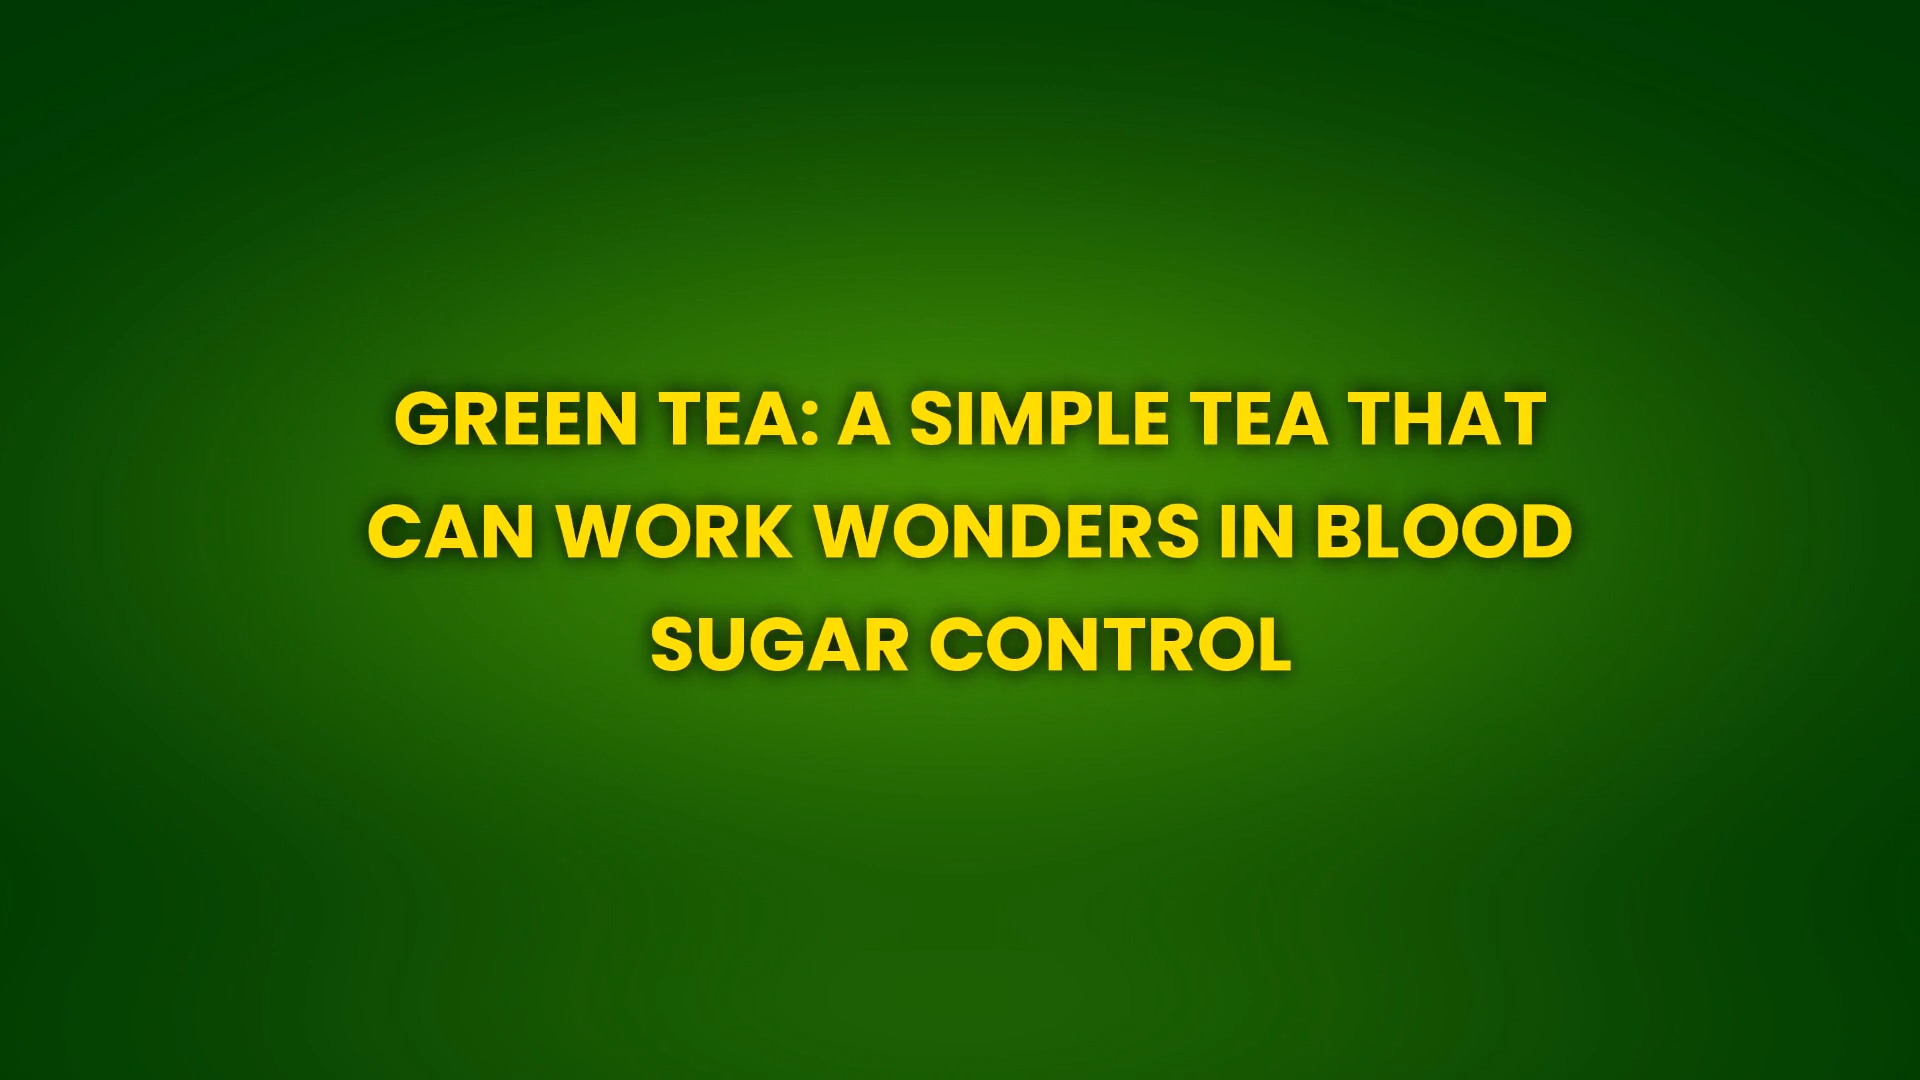 GREEN TEA: A SIMPLE TEA THAT
CAN WORK WONDERS IN BLOOD
SUGAR CONTROL